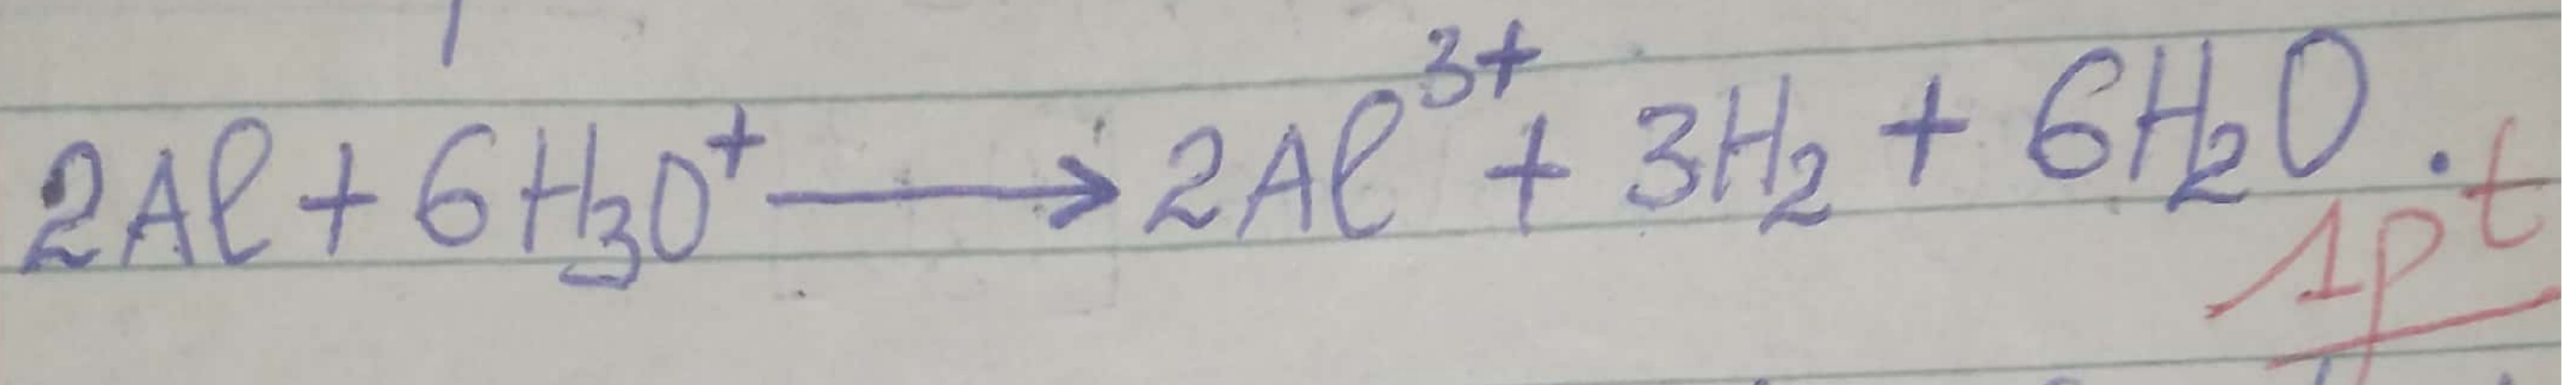 2Al + 6H₃O⁺ ⟶ 2Al³⁺ + 3H₂ + 6H₂O.
1pt